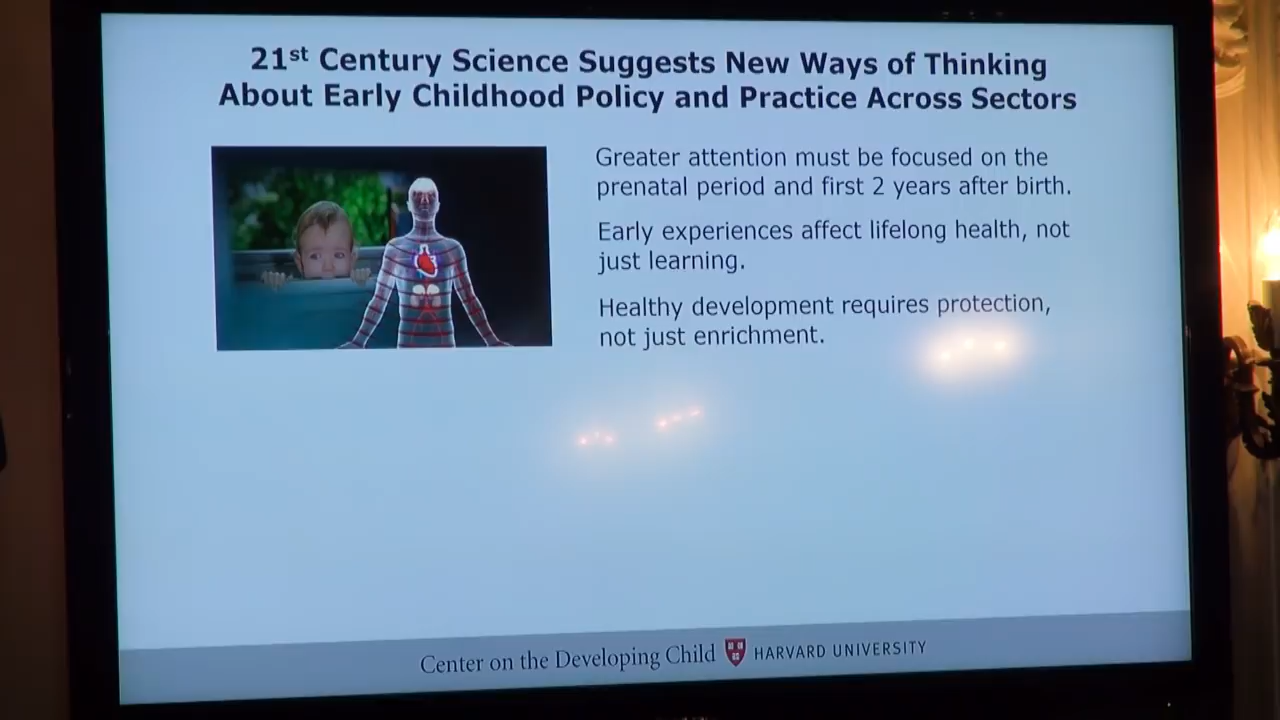 21st Century Science Suggests New Ways of Thinking
About Early Childhood Policy and Practice Across Sectors
Greater attention must be focused on the
prenatal period and first 2 years after birth.
Early experiences affect lifelong health, not
just learning.
Healthy development requires protection,
not just enrichment.
Center on the Developing Child HARVARD UNIVERSITY